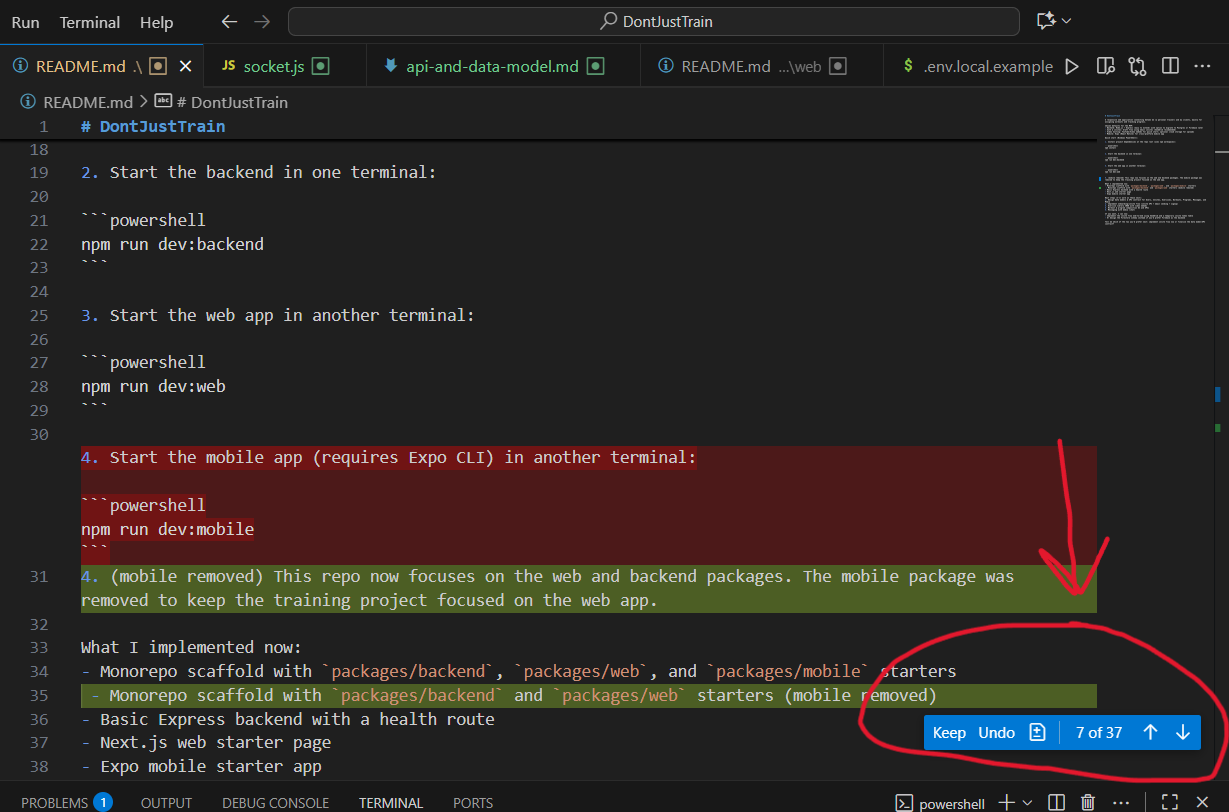 Run Terminal Help DontJustTrain
README.md .\ JS socket.js api-and-data-model.md README.md ...\web $ .env.local.example
README.md > abc # DontJustTrain
1 # DontJustTrain
18
19 2. Start the backend in one terminal:
20
21 ```powershell
22 npm run dev:backend
23 ```
24
25 3. Start the web app in another terminal:
26
27 ```powershell
28 npm run dev:web
29 ```
30
4. Start the mobile app (requires Expo CLI) in another terminal:
```powershell
npm run dev:mobile
```
31 4. (mobile removed) This repo now focuses on the web and backend packages. The mobile package was
removed to keep the training project focused on the web app.
32
33 What I implemented now:
34 - Monorepo scaffold with `packages/backend`, `packages/web`, and `packages/mobile` starters
35 - Monorepo scaffold with `packages/backend` and `packages/web` starters (mobile removed)
36 - Basic Express backend with a health route
37 - Next.js web starter page
38 - Expo mobile starter app
Keep Undo 7 of 37
PROBLEMS 1 OUTPUT DEBUG CONSOLE TERMINAL PORTS powershell